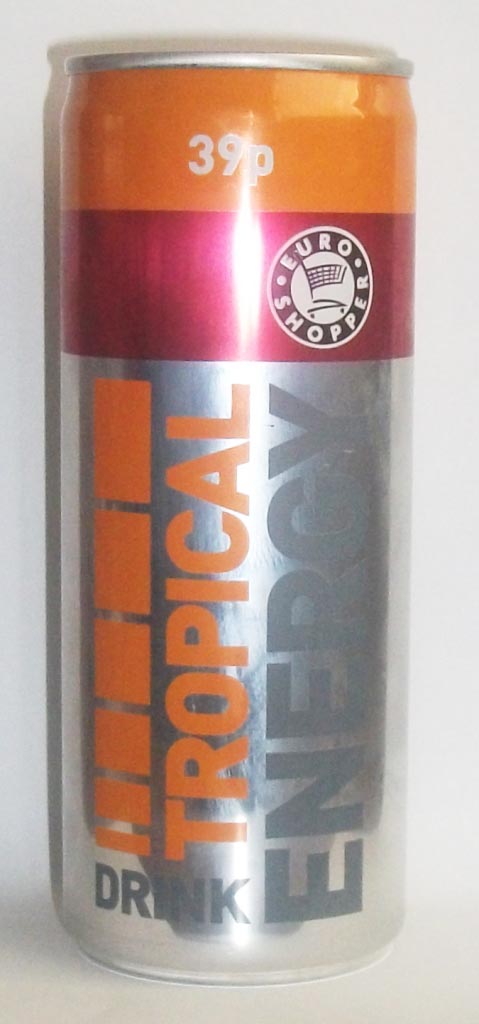 39p
EURO SHOPPER
TROPICAL
ENERGY
DRINK